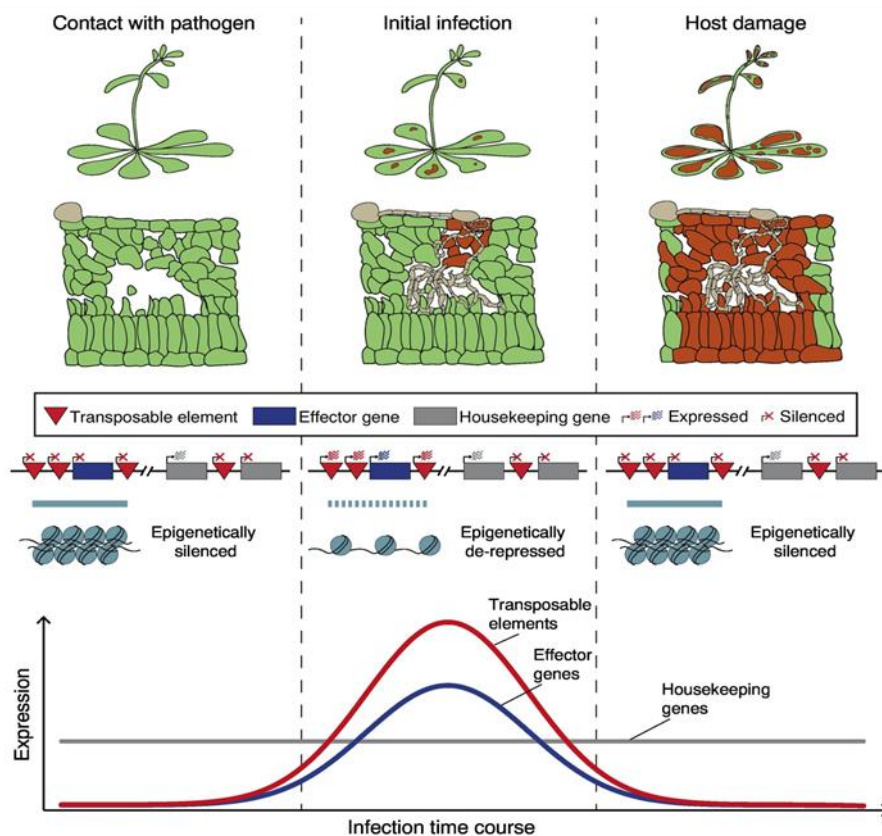 Contact with pathogen
Initial infection
Host damage
Transposable element
Effector gene
Housekeeping gene
Expressed
Silenced
Epigenetically
silenced
Epigenetically
de-repressed
Epigenetically
silenced
Expression
Transposable
elements
Effector
genes
Housekeeping
genes
Infection time course